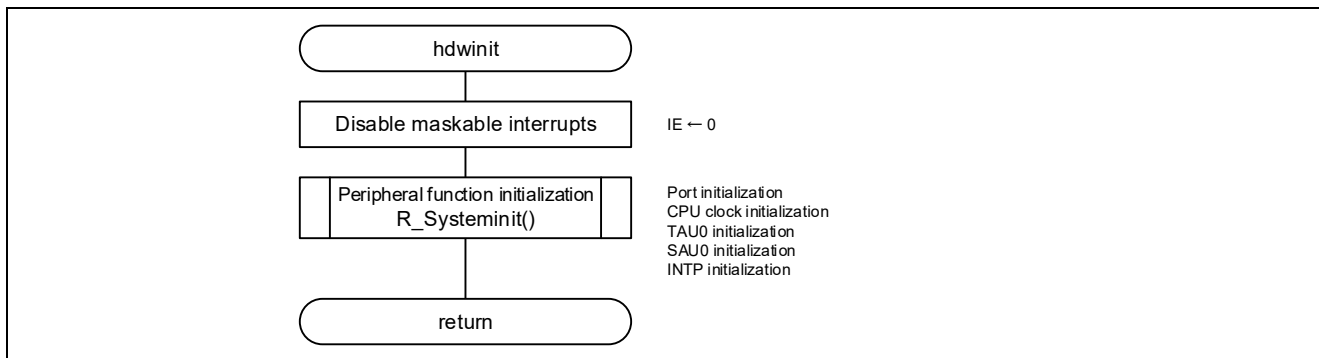 hdwinit
Disable maskable interrupts
IE ← 0
Peripheral function initialization
R_Systeminit()
Port initialization
CPU clock initialization
TAU0 initialization
SAU0 initialization
INTP initialization
return